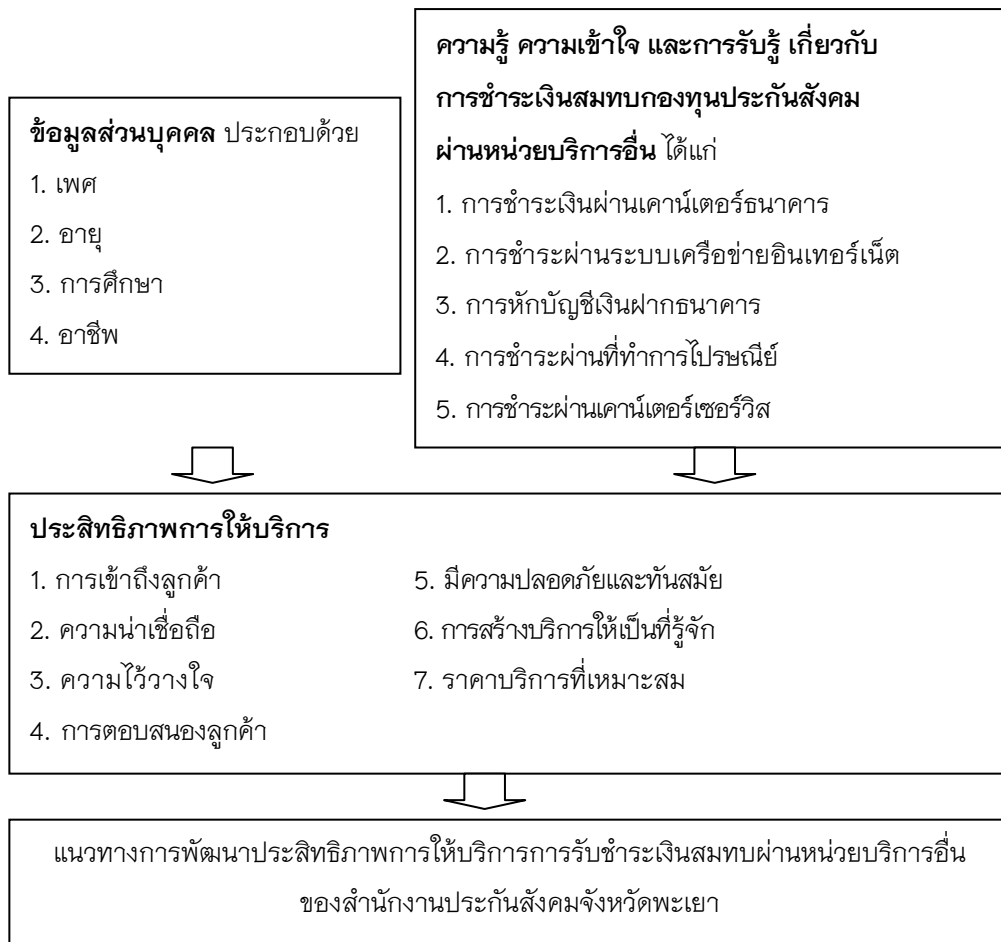 ข้อมูลส่วนบุคคล ประกอบด้วย
1. เพศ
2. อายุ
3. การศึกษา
4. อาชีพ
ความรู้ ความเข้าใจ และการรับรู้ เกี่ยวกับ
การชำระเงินสมทบกองทุนประกันสังคม
ผ่านหน่วยบริการอื่น ได้แก่
1. การชำระเงินผ่านเคาน์เตอร์ธนาคาร
2. การชำระผ่านระบบเครือข่ายอินเทอร์เน็ต
3. การหักบัญชีเงินฝากธนาคาร
4. การชำระผ่านที่ทำการไปรษณีย์
5. การชำระผ่านเคาน์เตอร์เซอร์วิส
ประสิทธิภาพการให้บริการ
1. การเข้าถึงลูกค้า
2. ความน่าเชื่อถือ
3. ความไว้วางใจ
4. การตอบสนองลูกค้า
5. มีความปลอดภัยและทันสมัย
6. การสร้างบริการให้เป็นที่รู้จัก
7. ราคาบริการที่เหมาะสม
แนวทางการพัฒนาประสิทธิภาพการให้บริการการรับชำระเงินสมทบผ่านหน่วยบริการอื่น
ของสำนักงานประกันสังคมจังหวัดพะเยา